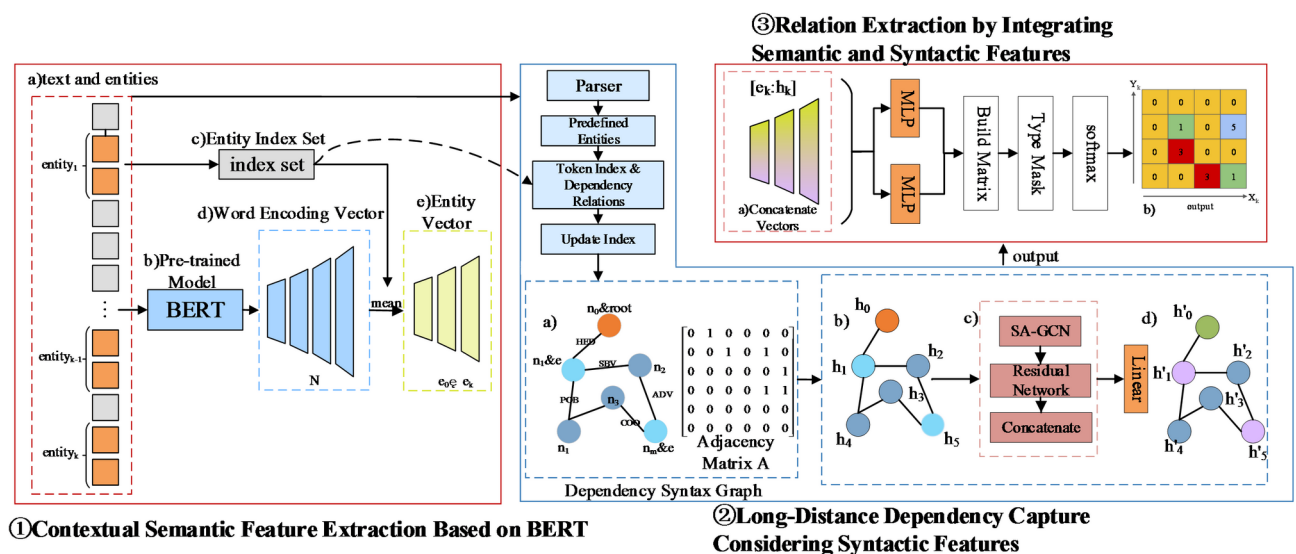 ③Relation Extraction by Integrating
Semantic and Syntactic Features
a)text and entities
entity₁
⋮
entityₖ₋₁
entityₖ
c)Entity Index Set
index set
d)Word Encoding Vector
b)Pre-trained
Model
BERT
N
mean
e)Entity
Vector
Parser
Predefined
Entities
Token Index &
Dependency
Relations
Update Index
a)
n₀&root
HED
n₁&e
SBV
n₂
POB
n₃
ADV
COO
n₁
nₘ&e
0 1 0 0 0 0
0 0 1 0 1 0
0 0 0 0 0 1
0 0 0 0 1 1
0 0 0 0 0 0
0 0 0 0 0 0
Adjacency
Matrix A
Dependency Syntax Graph
b)
h₀
h₁
h₂
h₃
h₄
h₅
c)
SA-GCN
Residual
Network
Concatenate
Linear
d)
h'₀
h'₁
h'₂
h'₃
h'₄
h'₅
output
[eₖ:hₖ]
a)Concatenate
Vectors
MLP
MLP
Build Matrix
Type Mask
softmax
Yₖ
0 0 0 0
0 1 0 5
0 3 0 0
0 0 3 1
b)
output
Xₖ
①Contextual Semantic Feature Extraction Based on BERT
②Long-Distance Dependency Capture
Considering Syntactic Features